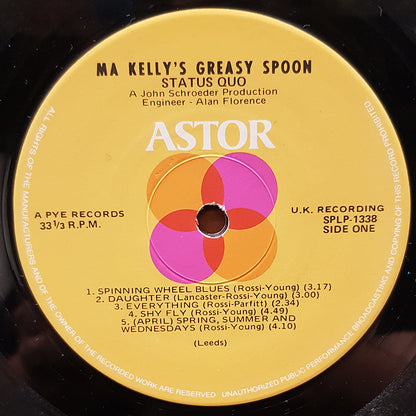 MA KELLY'S GREASY SPOON
STATUS QUO
A John Schroeder Production
Engineer - Alan Florence
ASTOR
A PYE RECORDS
33 1/3 R.P.M.
U.K. RECORDING
SPLP-1338
SIDE ONE
1. SPINNING WHEEL BLUES (Rossi-Young) (3.17)
2. DAUGHTER (Lancaster-Rossi-Young) (3.00)
3. EVERYTHING (Rossi-Parfitt) (2.34)
4. SHY FLY (Rossi-Young) (4.49)
5. (APRIL) SPRING, SUMMER AND
WEDNESDAYS (Rossi-Young) (4.10)
(Leeds)
ALL RIGHTS OF THE MANUFACTURERS AND OF THE OWNER OF THE RECORDED WORK ARE RESERVED UNAUTHORIZED PUBLIC PERFORMANCE BROADCASTING AND COPYING OF THIS RECORD PROHIBITED